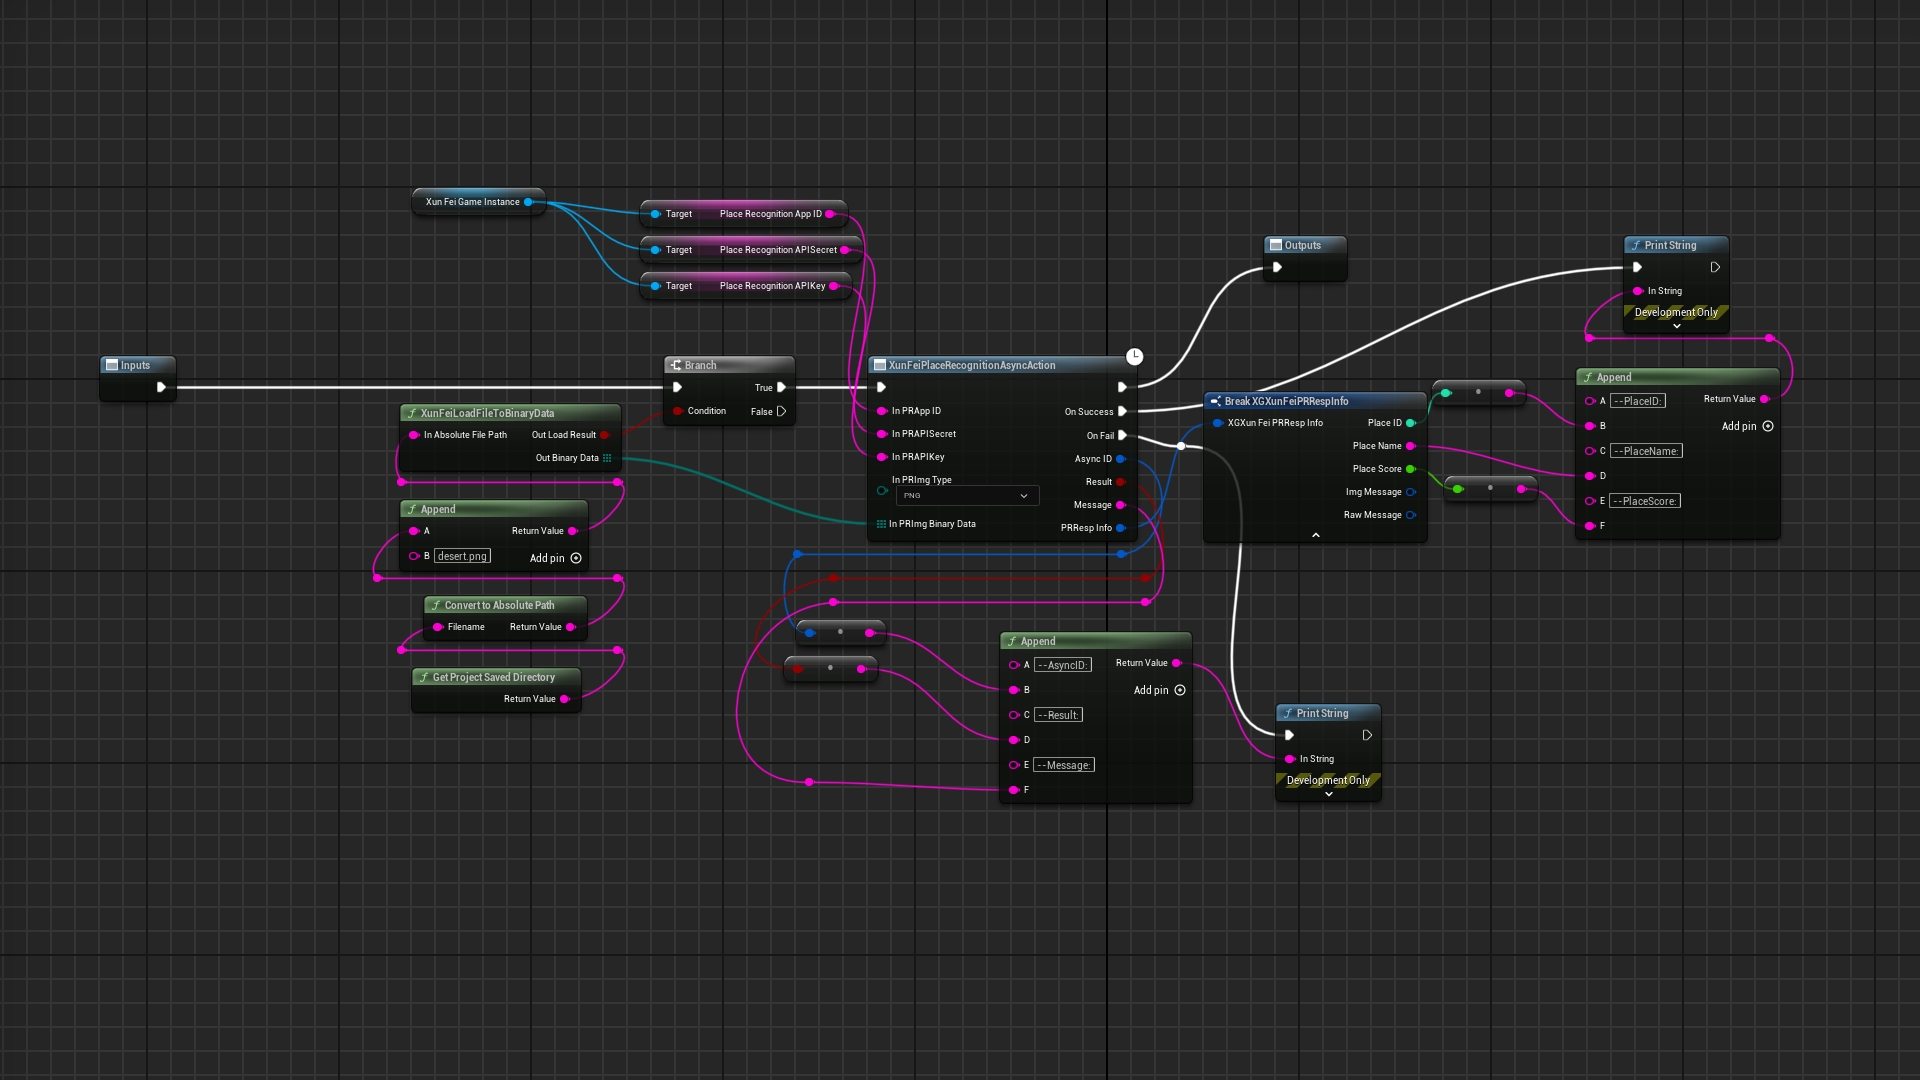 Xun Fei Game Instance
Target Place Recognition App ID
Target Place Recognition APISecret
Target Place Recognition APIKey
Inputs
XunFeiLoadFileToBinaryData
In Absolute File Path Out Load Result
Out Binary Data
Append
A Return Value
B desert.png Add pin
Convert to Absolute Path
Filename Return Value
Get Project Saved Directory
Return Value
Branch
True
Condition False
XunFeiPlaceRecognitionAsyncAction
In PRApp ID On Success
In PRAPISecret On Fail
In PRAPIKey Async ID
In PRImg Type Result
PNG
Message
In PRImg Binary Data PRResp Info
Outputs
Break XGXunFeiPRRespInfo
XGXun Fei PRResp Info Place ID
Place Name
Place Score
Img Message
Raw Message
Print String
In String
Development Only
Append
A --PlaceID: Return Value
B Add pin
C --PlaceName:
D
E --PlaceScore:
F
Append
A --AsyncID: Return Value
B Add pin
C --Result:
D
E --Message:
F
Print String
In String
Development Only